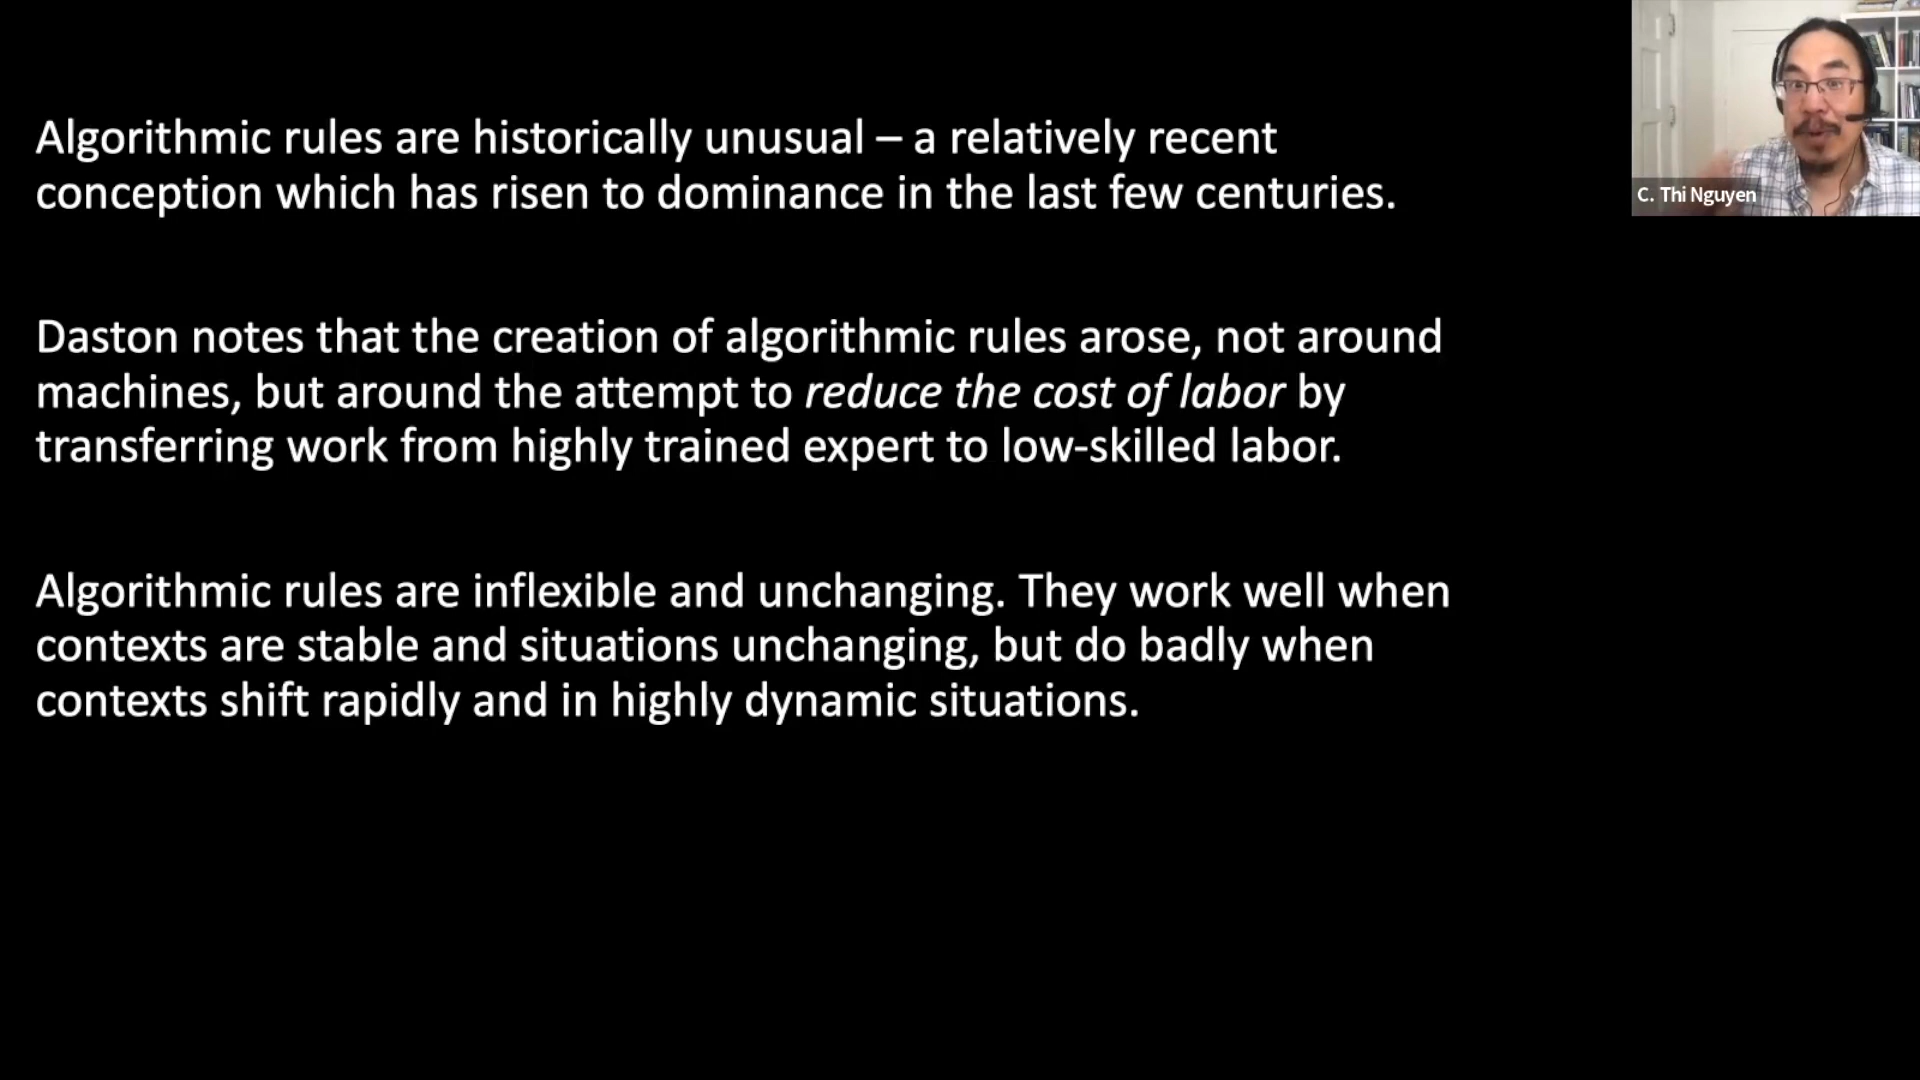 Algorithmic rules are historically unusual – a relatively recent
conception which has risen to dominance in the last few centuries.
Daston notes that the creation of algorithmic rules arose, not around
machines, but around the attempt to reduce the cost of labor by
transferring work from highly trained expert to low-skilled labor.
Algorithmic rules are inflexible and unchanging. They work well when
contexts are stable and situations unchanging, but do badly when
contexts shift rapidly and in highly dynamic situations.
C. Thi Nguyen